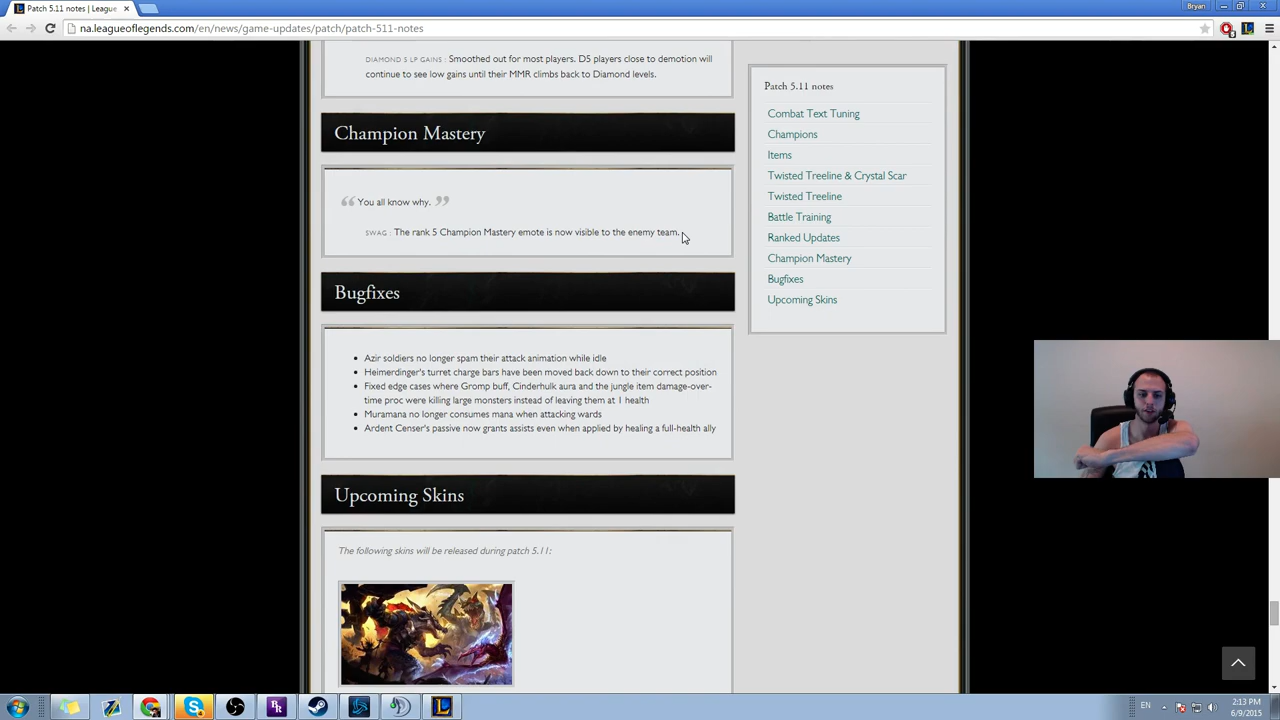 Patch 5.11 notes | League
Bryan
na.leagueoflegends.com/en/news/game-updates/patch/patch-511-notes
DIAMOND 5 LP GAINS : Smoothed out for most players. D5 players close to demotion will
continue to see low gains until their MMR climbs back to Diamond levels.
Champion Mastery
“ You all know why. ”
SWAG : The rank 5 Champion Mastery emote is now visible to the enemy team.
Bugfixes
• Azir soldiers no longer spam their attack animation while idle
• Heimerdinger's turret charge bars have been moved back down to their correct position
• Fixed edge cases where Gromp buff, Cinderhulk aura and the jungle item damage-over-
time proc were killing large monsters instead of leaving them at 1 health
• Muramana no longer consumes mana when attacking wards
• Ardent Censer's passive now grants assists even when applied by healing a full-health ally
Upcoming Skins
The following skins will be released during patch 5.11:
Patch 5.11 notes
Combat Text Tuning
Champions
Items
Twisted Treeline & Crystal Scar
Twisted Treeline
Battle Training
Ranked Updates
Champion Mastery
Bugfixes
Upcoming Skins
EN
2:13 PM
6/9/2015